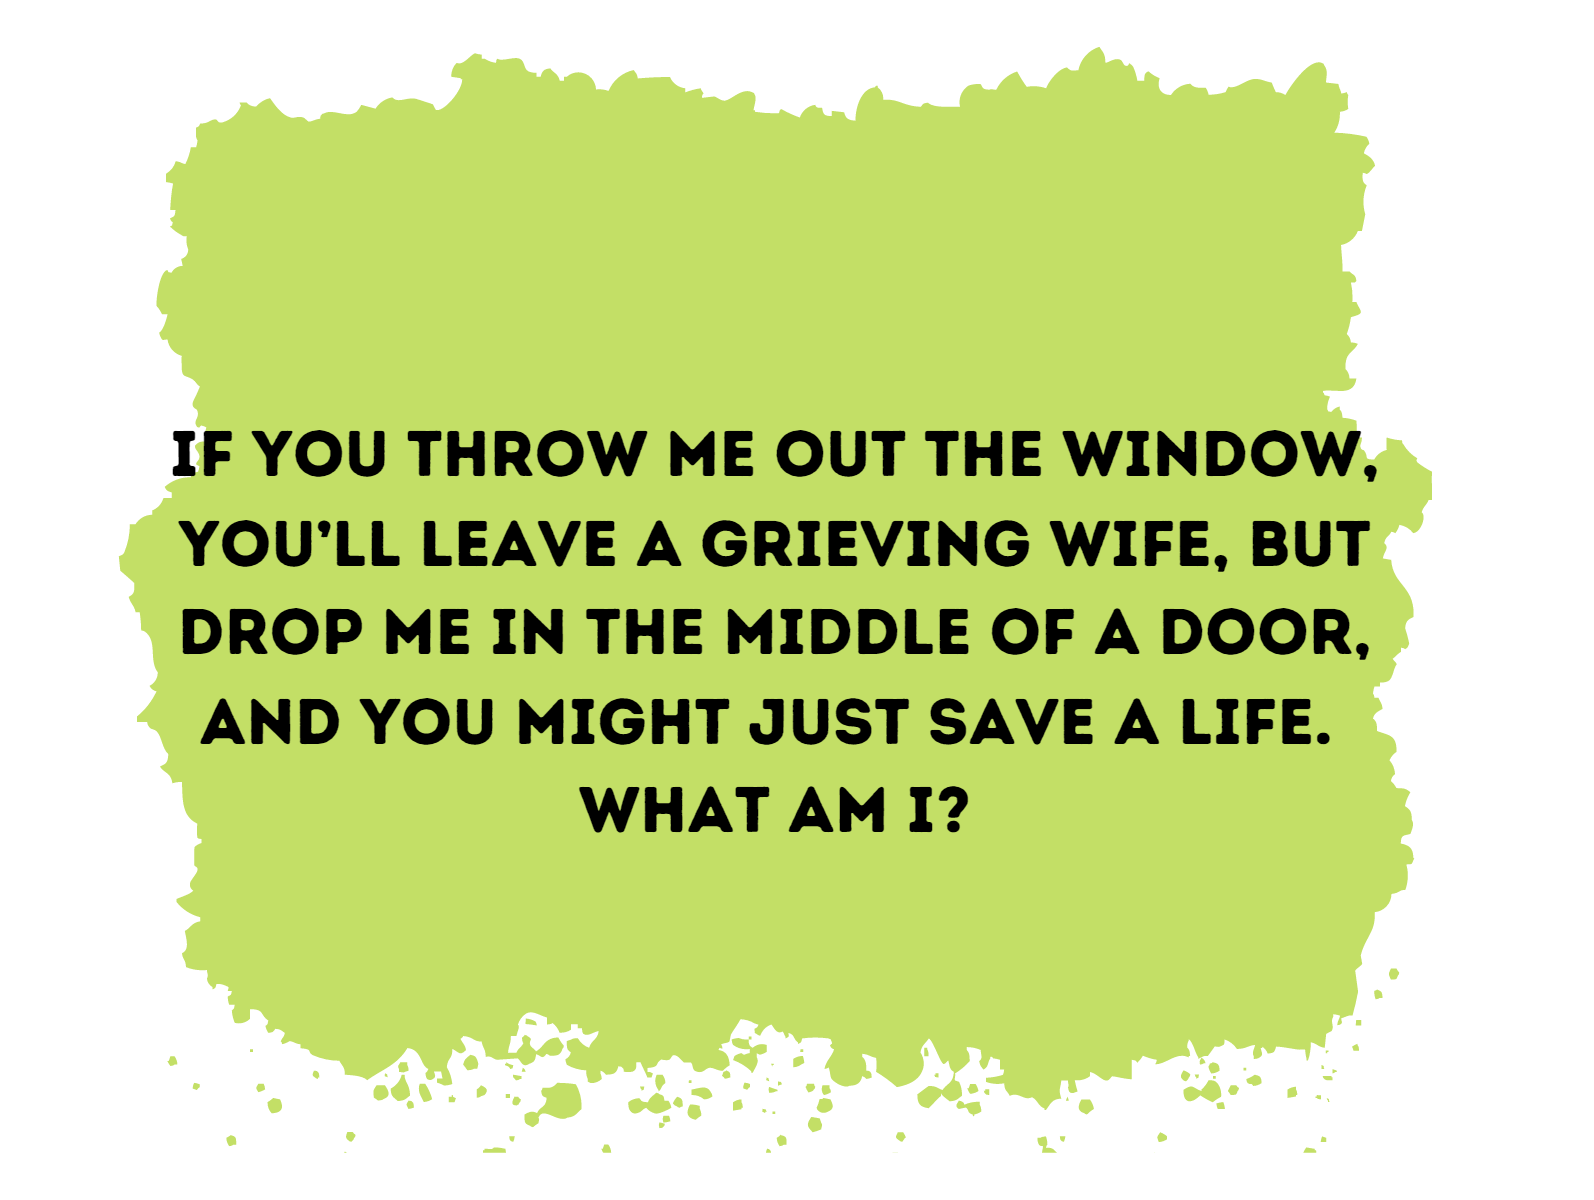 IF YOU THROW ME OUT THE WINDOW,
YOU’LL LEAVE A GRIEVING WIFE, BUT
DROP ME IN THE MIDDLE OF A DOOR,
AND YOU MIGHT JUST SAVE A LIFE.
WHAT AM I?